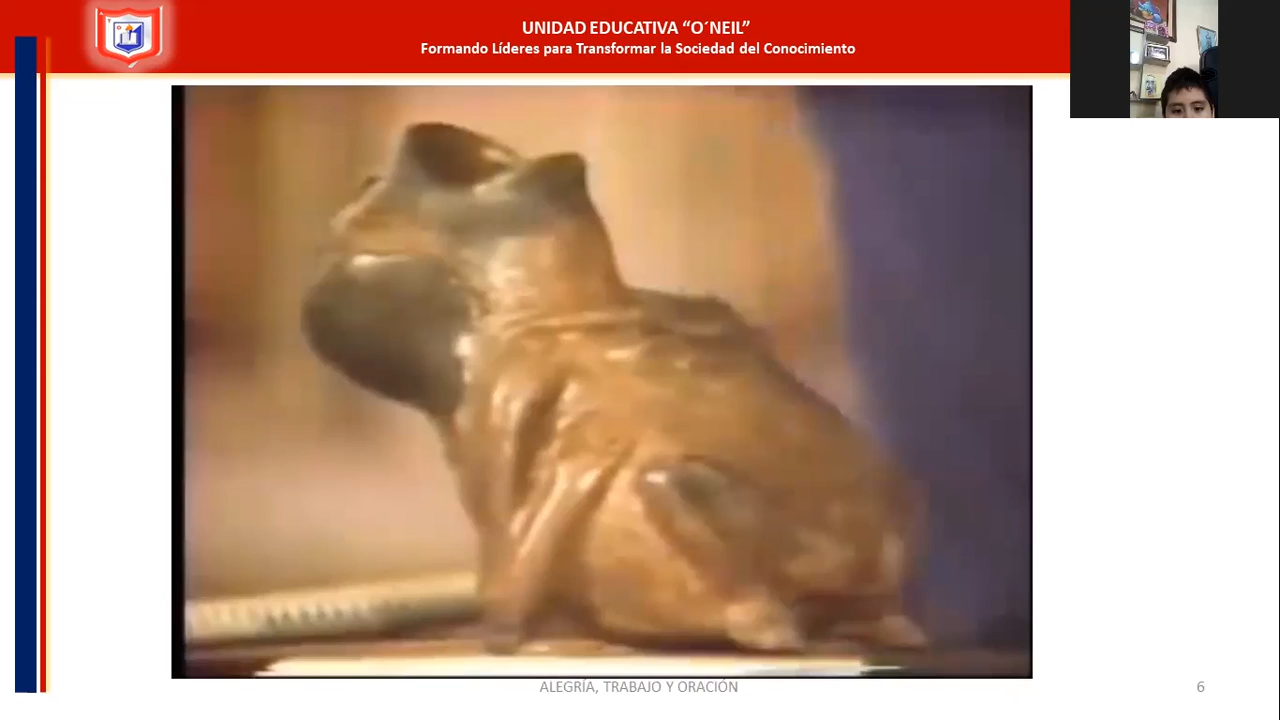 UNIDAD EDUCATIVA “O´NEIL”
Formando Líderes para Transformar la Sociedad del Conocimiento
ALEGRÍA, TRABAJO Y ORACIÓN
6